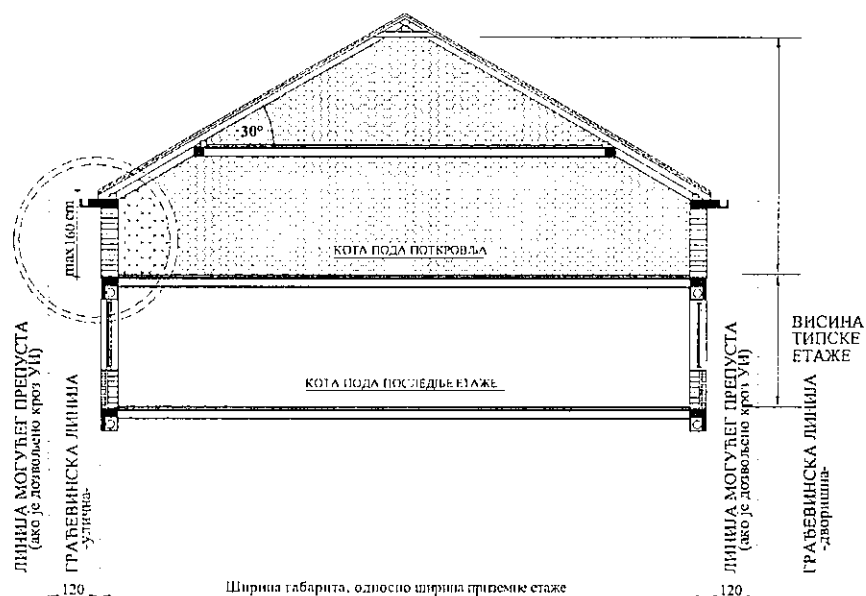 30°
max 160 cm
КОТА ПОДА ПОТКРОВЉА
ВИСИНА
ТИПСКЕ
ЕТАЖЕ
КОТА ПОДА ПОСЛЕДЊЕ ЕТАЖЕ
ЛИНИЈА МОГУЋЕГ ПРЕПУСТА
(ако је дозвољено кроз УИ)
ГРАЂЕВИНСКА ЛИНИЈА
-улична-
ЛИНИЈА МОГУЋЕГ ПРЕПУСТА
(ако је дозвољено кроз УИ)
ГРАЂЕВИНСКА ЛИНИЈА
-дворишна-
120
Ширина габарита, односно ширина приземне етаже
120